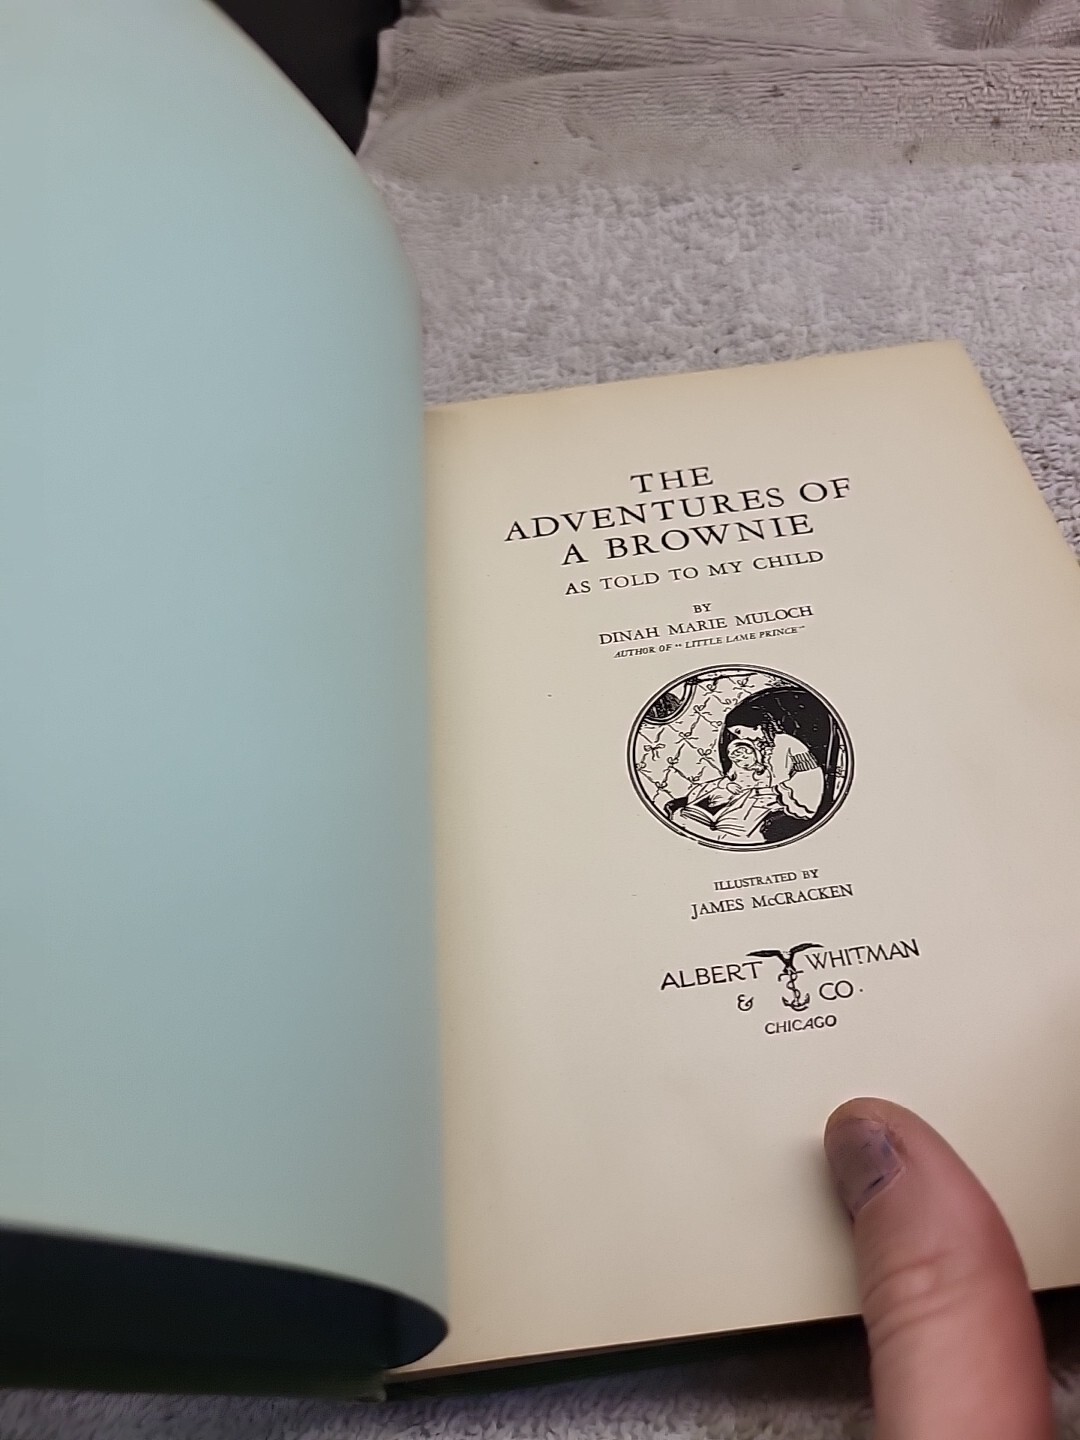 THE
ADVENTURES OF
A BROWNIE
AS TOLD TO MY CHILD
BY
DINAH MARIE MULOCH
AUTHOR OF "LITTLE LAME PRINCE"
ILLUSTRATED BY
JAMES McCRACKEN
ALBERT WHITMAN
& CO.
CHICAGO